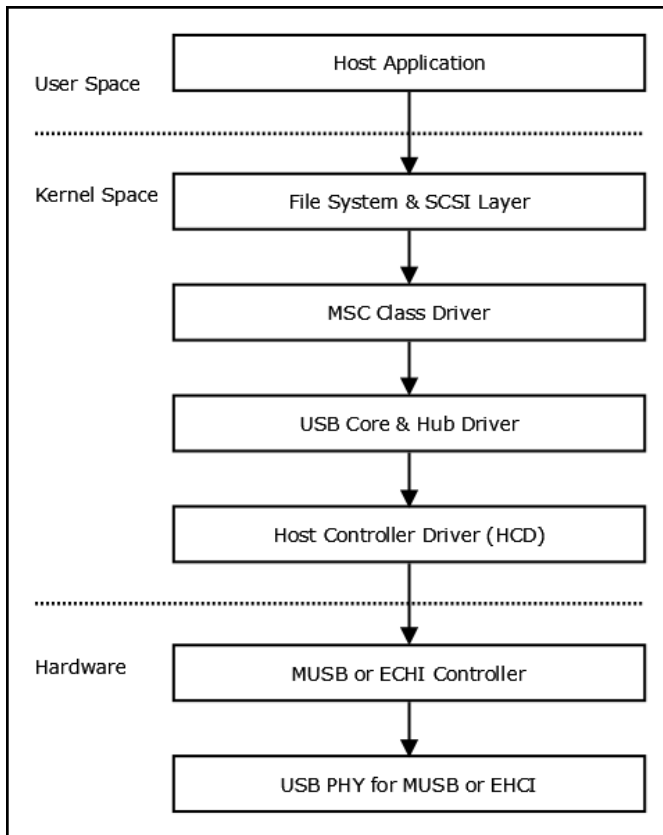 Host Application
User Space
Kernel Space
File System & SCSI Layer
MSC Class Driver
USB Core & Hub Driver
Host Controller Driver (HCD)
Hardware
MUSB or ECHI Controller
USB PHY for MUSB or EHCI